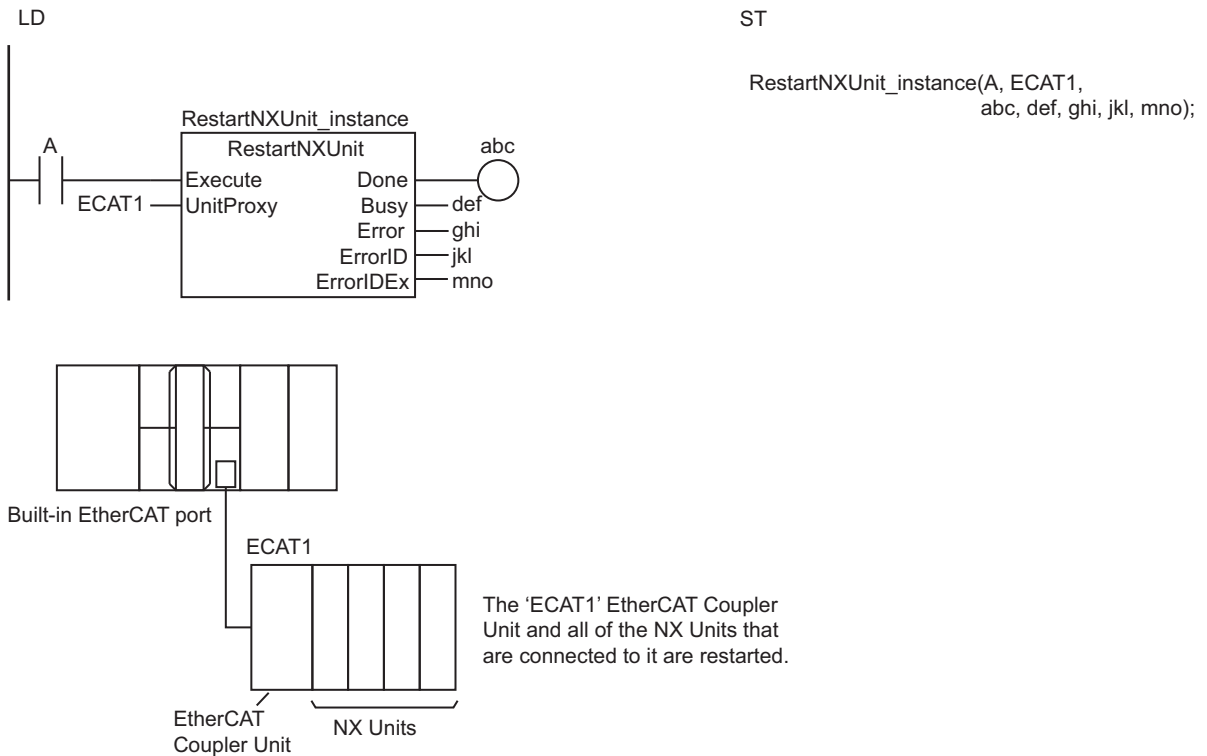 LD
ST
RestartNXUnit_instance(A, ECAT1,
abc, def, ghi, jkl, mno);
RestartNXUnit_instance
A
RestartNXUnit
abc
Execute
Done
ECAT1
UnitProxy
Busy
def
Error
ghi
ErrorID
jkl
ErrorIDEx
mno
Built-in EtherCAT port
ECAT1
The ‘ECAT1’ EtherCAT Coupler
Unit and all of the NX Units that
are connected to it are restarted.
EtherCAT
Coupler Unit
NX Units